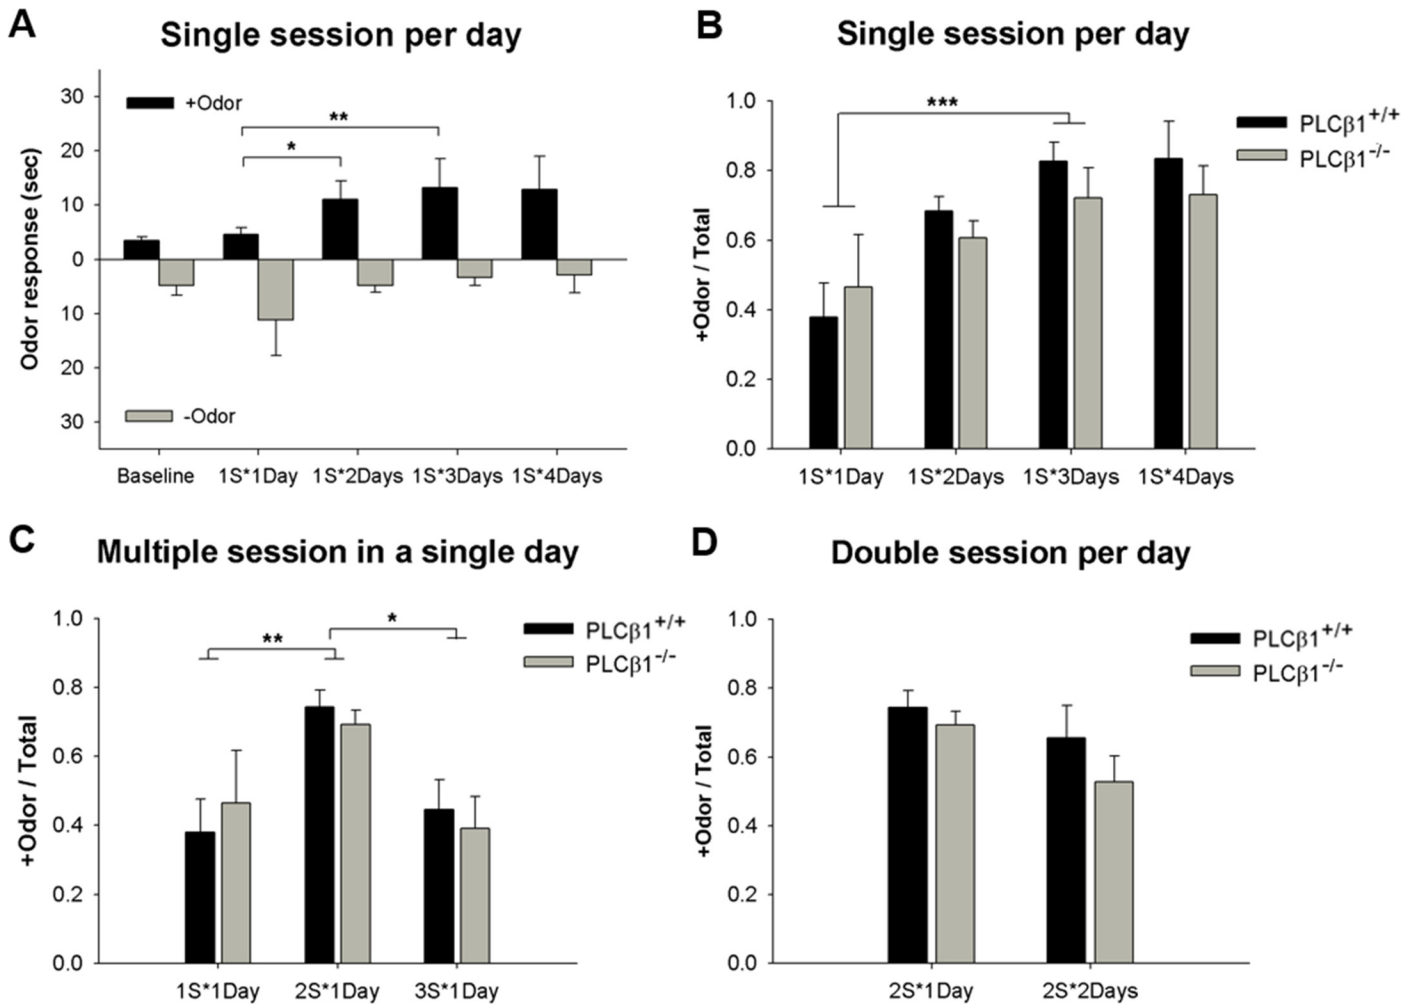 A
Single session per day
Odor response (sec)
30
20
10
0
10
20
30
+Odor
-Odor
*
**
Baseline
1S*1Day
1S*2Days
1S*3Days
1S*4Days
B
Single session per day
+Odor / Total
1.0
0.8
0.6
0.4
0.2
0.0
***
PLCβ1+/+
PLCβ1-/-
1S*1Day
1S*2Days
1S*3Days
1S*4Days
C
Multiple session in a single day
+Odor / Total
1.0
0.8
0.6
0.4
0.2
0.0
**
*
PLCβ1+/+
PLCβ1-/-
1S*1Day
2S*1Day
3S*1Day
D
Double session per day
+Odor / Total
1.0
0.8
0.6
0.4
0.2
0.0
PLCβ1+/+
PLCβ1-/-
2S*1Day
2S*2Days